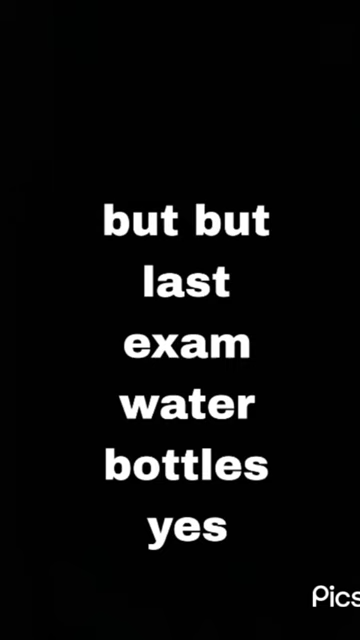 but but
last
exam
water
bottles
yes
Pics